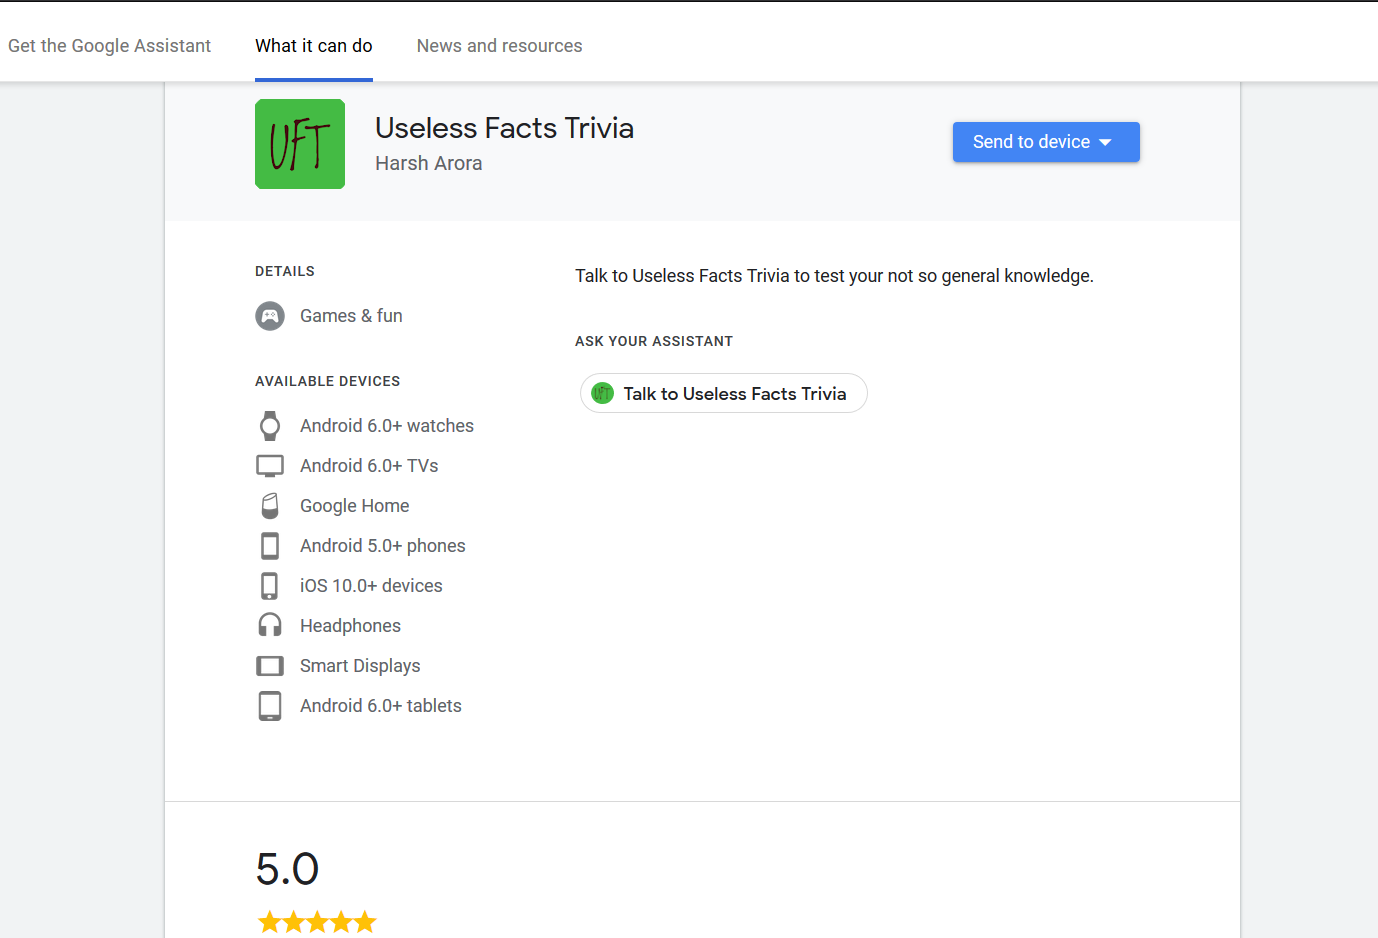 Get the Google Assistant
What it can do
News and resources
UFT
Useless Facts Trivia
Harsh Arora
Send to device
DETAILS
Games & fun
AVAILABLE DEVICES
Android 6.0+ watches
Android 6.0+ TVs
Google Home
Android 5.0+ phones
iOS 10.0+ devices
Headphones
Smart Displays
Android 6.0+ tablets
Talk to Useless Facts Trivia to test your not so general knowledge.
ASK YOUR ASSISTANT
UFT
Talk to Useless Facts Trivia
5.0